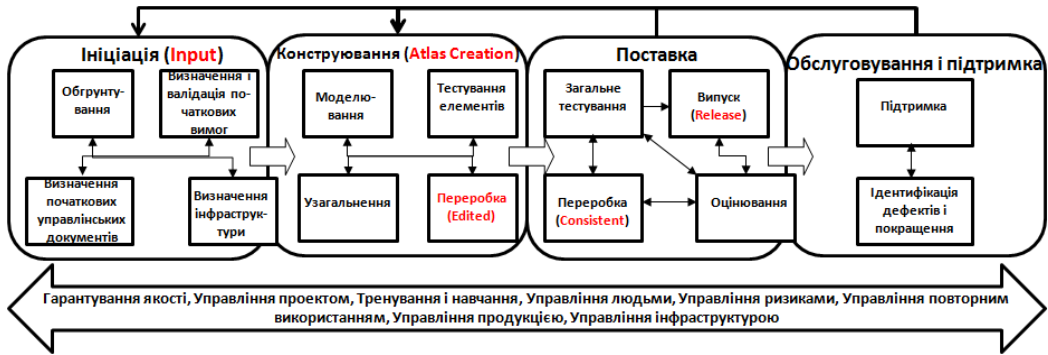 Ініціація (Input)
Обгрунту-
вання
Визначення і
валідація по-
чаткових
вимог
Визначення
початкових
управлінських
документів
Визначення
інфраструк-
тури
Конструювання (Atlas Creation)
Моделю-
вання
Тестування
елементів
Узагальнення
Переробка
(Edited)
Поставка
Загальне
тестування
Випуск
(Release)
Переробка
(Consistent)
Оцінювання
Обслуговування і підтримка
Підтримка
Ідентифікація
дефектів і
покращення
Гарантування якості, Управління проектом, Тренування і навчання, Управління людьми, Управління ризиками, Управління повторним
використанням, Управління продукцією, Управління інфраструктурою